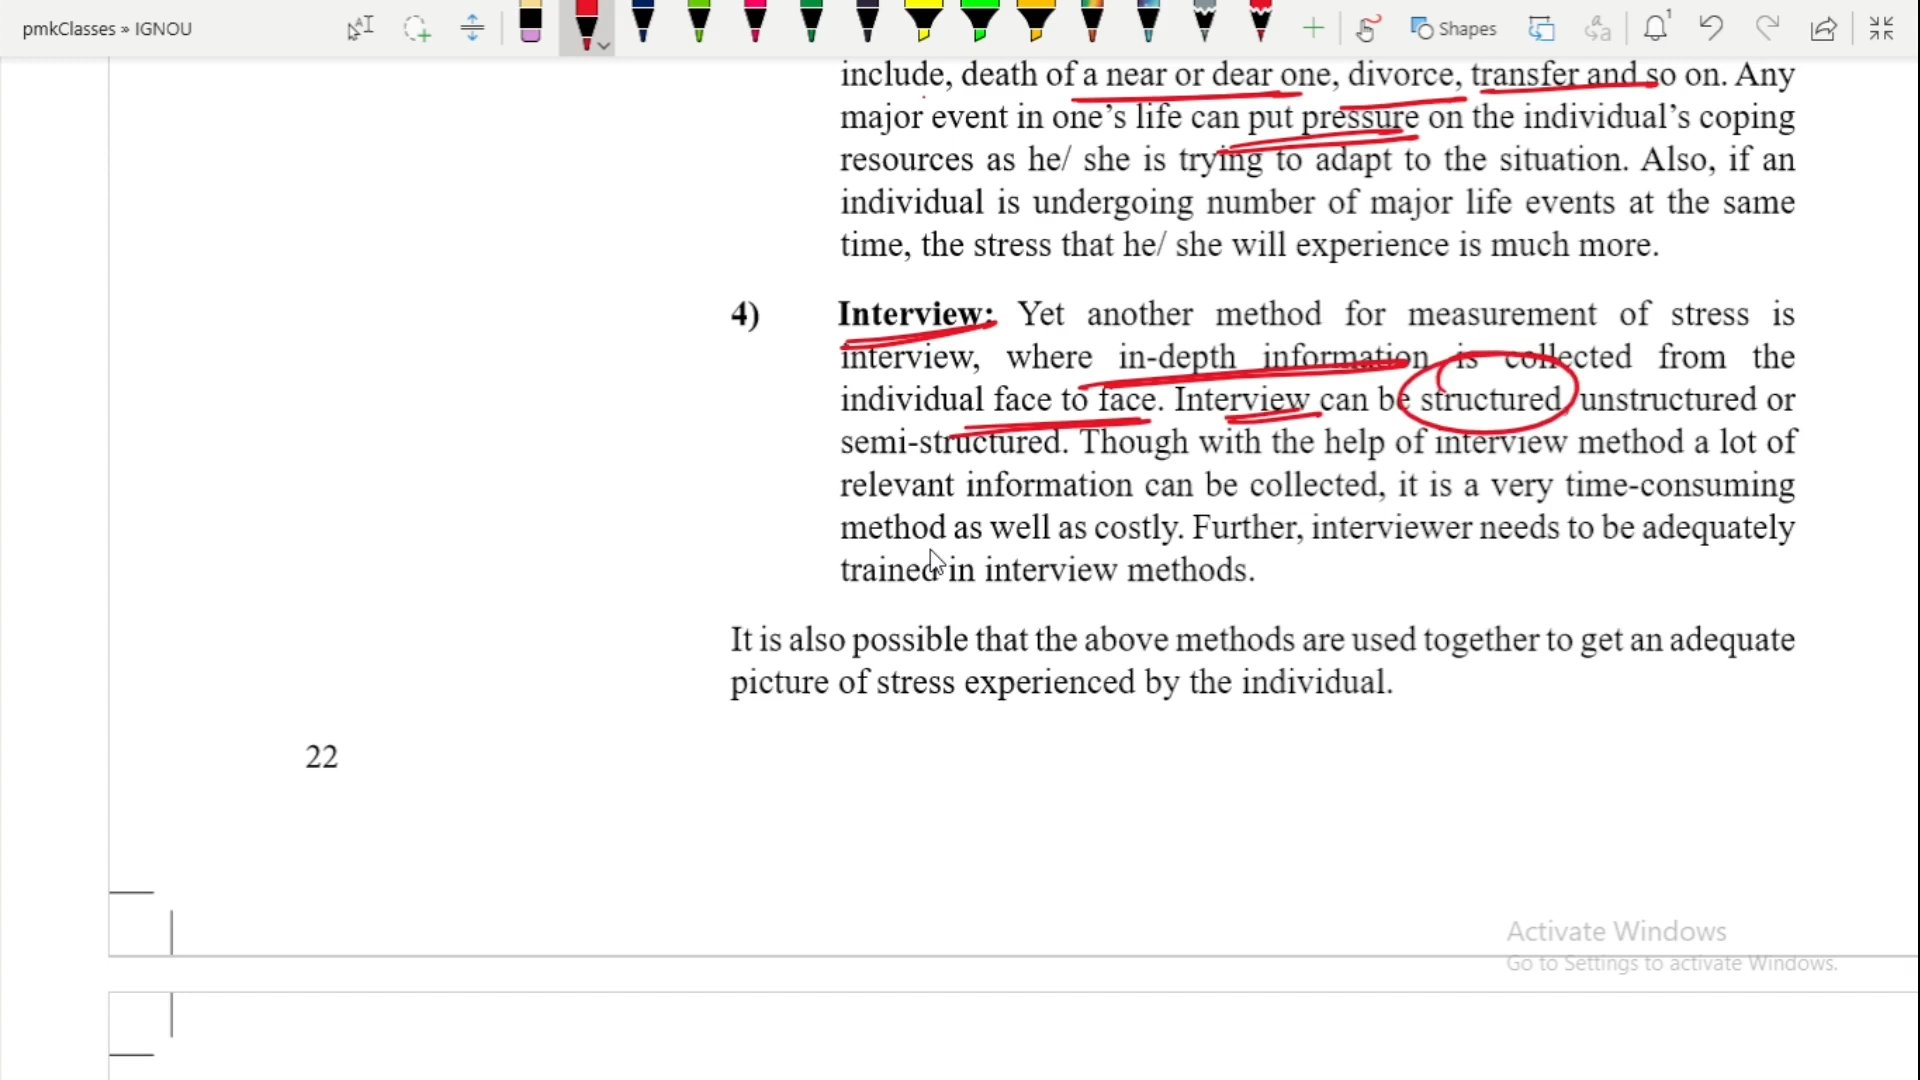 pmkClasses » IGNOU
Shapes
1
include, death of a near or dear one, divorce, transfer and so on. Any
major event in one’s life can put pressure on the individual’s coping
resources as he/ she is trying to adapt to the situation. Also, if an
individual is undergoing number of major life events at the same
time, the stress that he/ she will experience is much more.
4) Interview: Yet another method for measurement of stress is
interview, where in-depth information is collected from the
individual face to face. Interview can be structured, unstructured or
semi-structured. Though with the help of interview method a lot of
relevant information can be collected, it is a very time-consuming
method as well as costly. Further, interviewer needs to be adequately
trained in interview methods.
It is also possible that the above methods are used together to get an adequate
picture of stress experienced by the individual.
22
Activate Windows
Go to Settings to activate Windows.